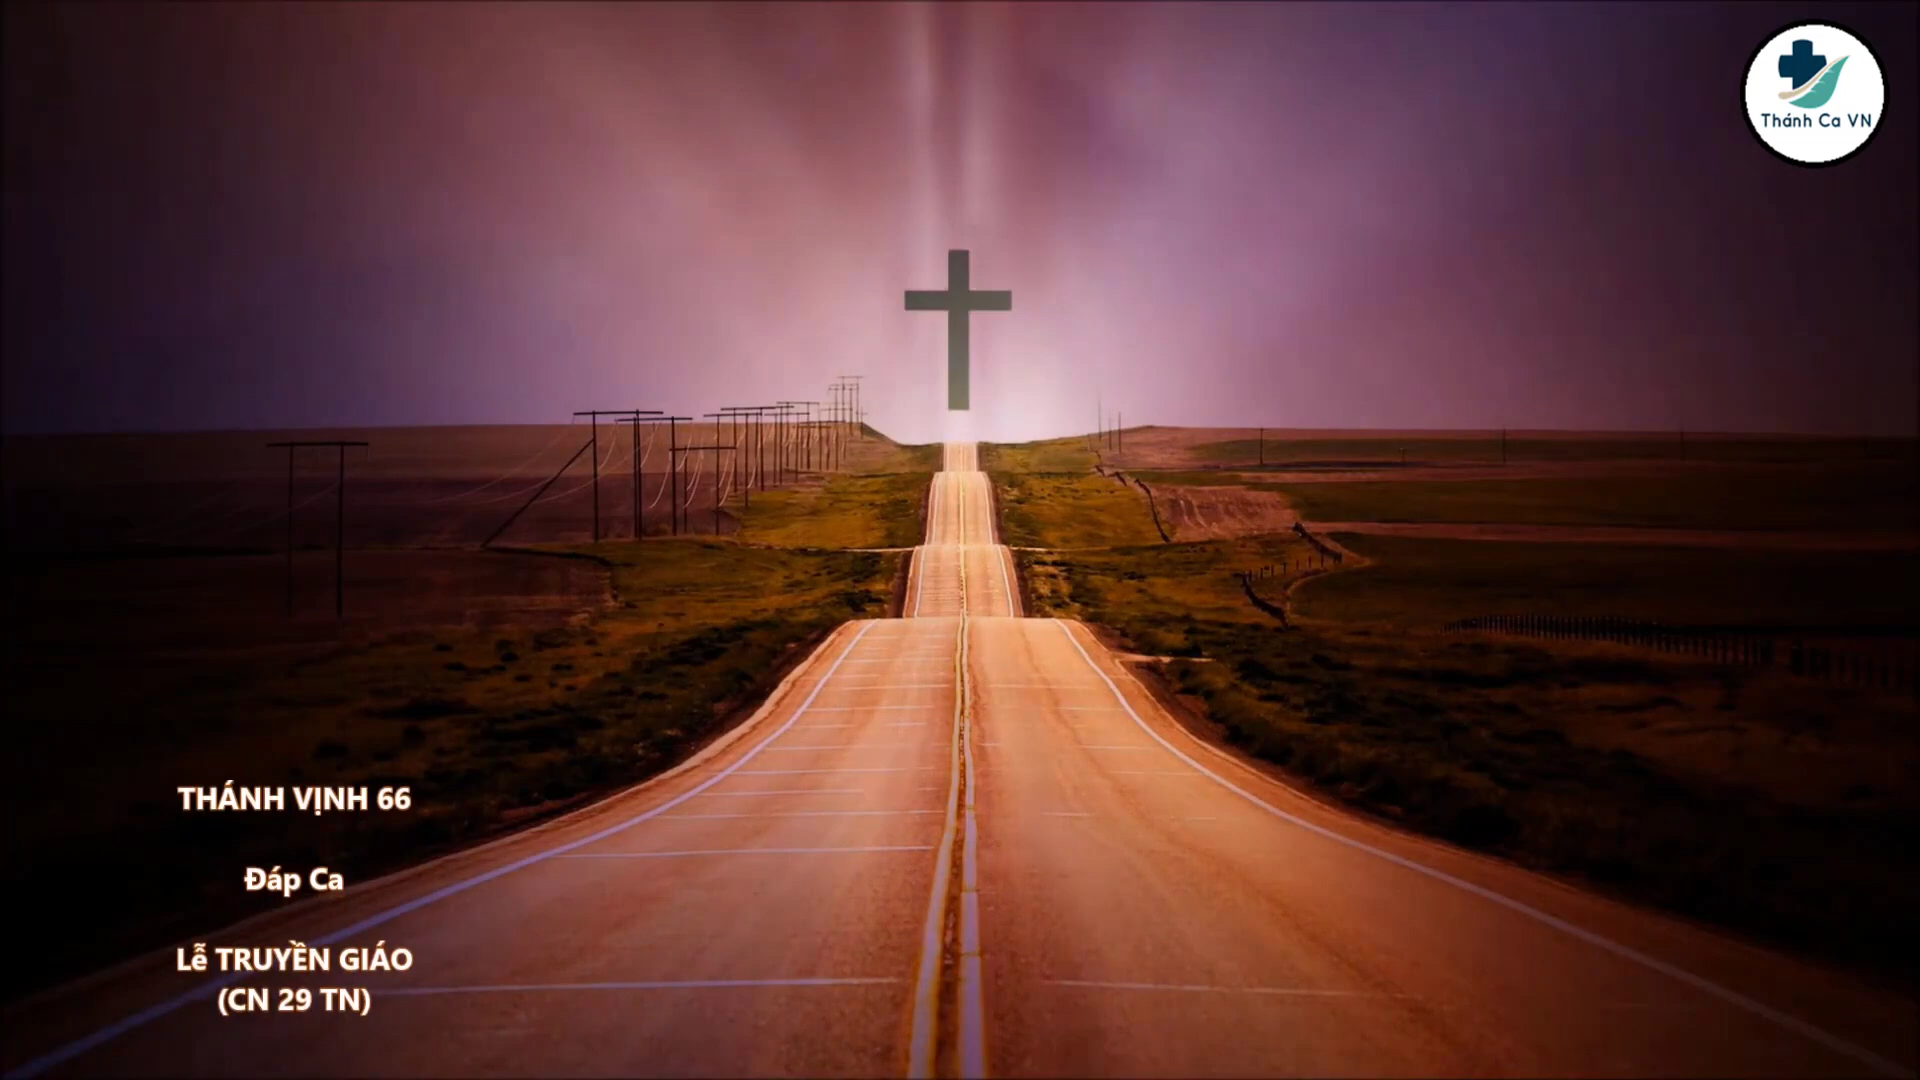 Thánh Ca VN
THÁNH VỊNH 66
Đáp Ca
Lễ TRUYỀN GIÁO
(CN 29 TN)